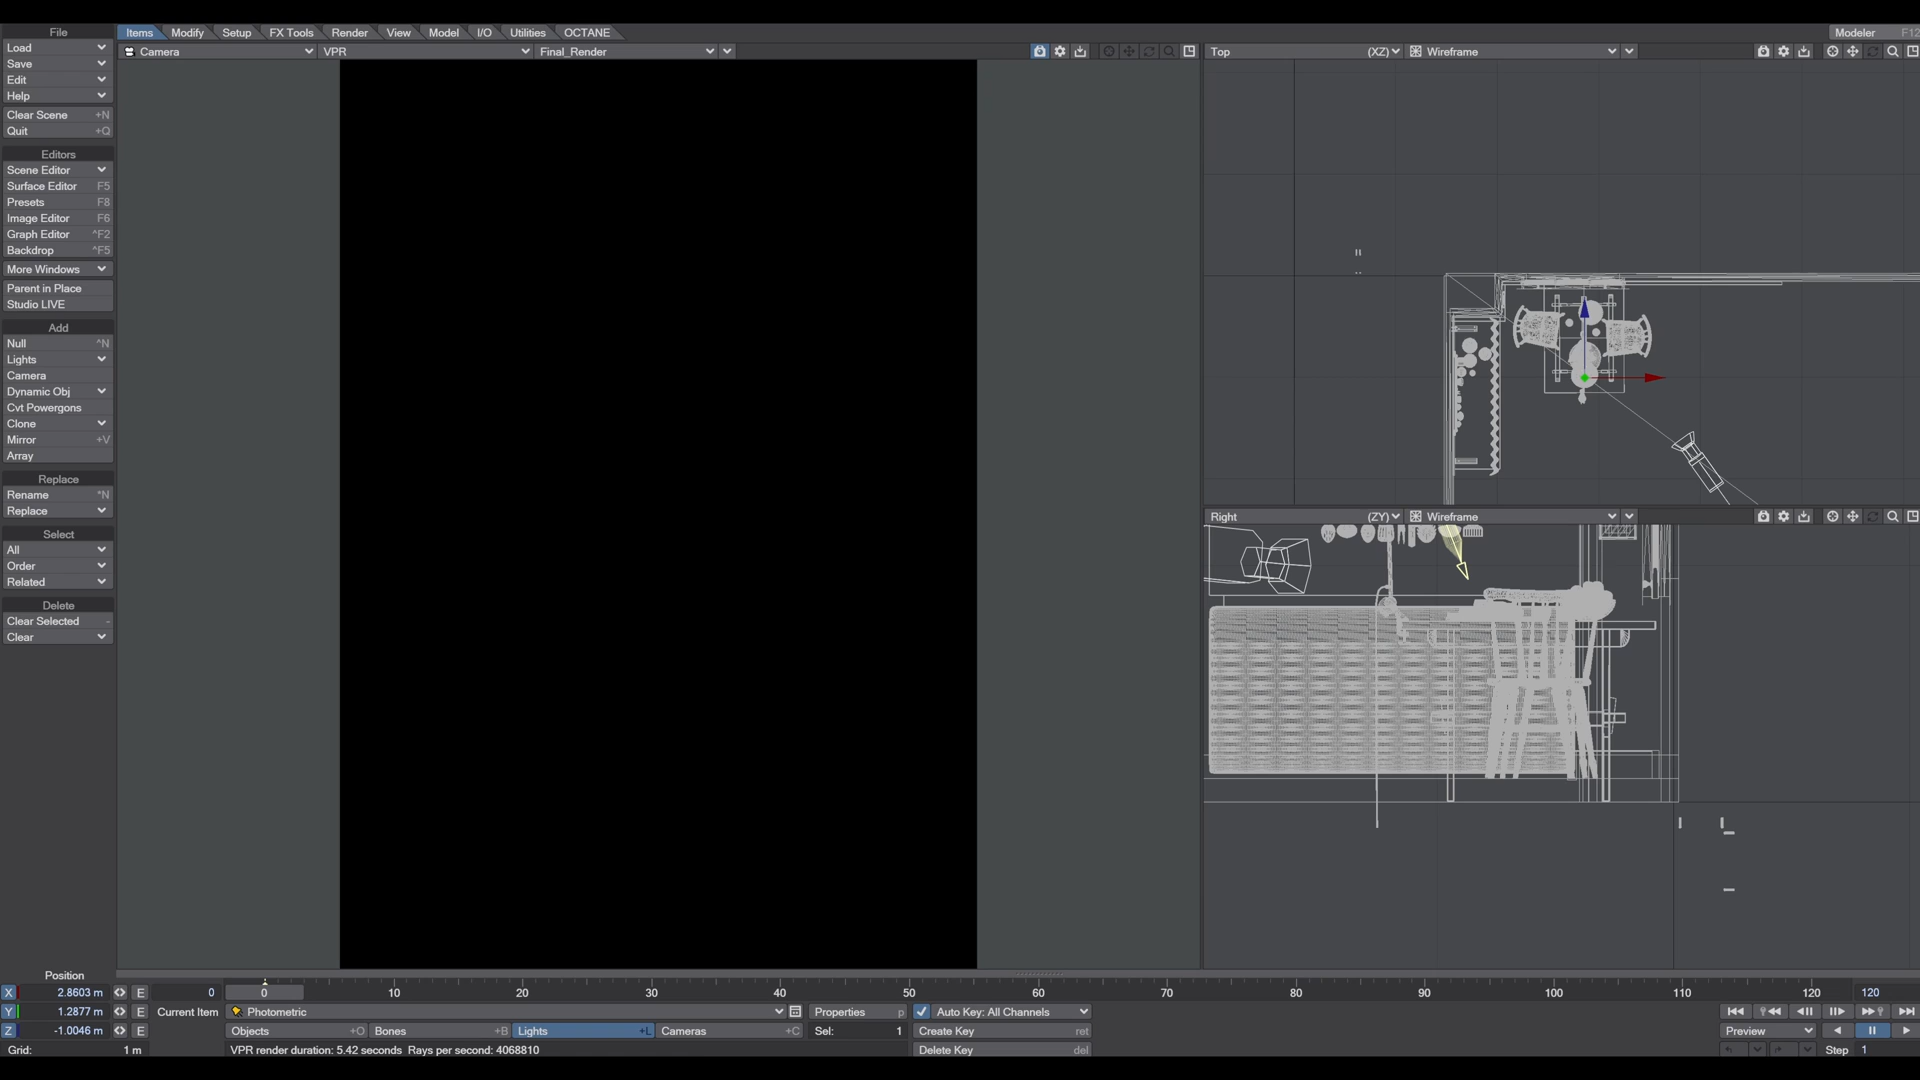 File
Load
Save
Edit
Help
Clear Scene +N
Quit +Q
Editors
Scene Editor
Surface Editor F5
Presets F8
Image Editor F6
Graph Editor ^F2
Backdrop ^F5
More Windows
Parent in Place
Studio LIVE
Add
Null ^N
Lights
Camera
Dynamic Obj
Cvt Powergons
Clone
Mirror +V
Array
Replace
Rename *N
Replace
Select
All
Order
Related
Delete
Clear Selected -
Clear
Items Modify Setup FX Tools Render View Model I/O Utilities OCTANE
Modeler F12
Camera VPR Final_Render
Top (XZ) Wireframe
Right (ZY) Wireframe
Position
X 2.8603 m E
Y 1.2877 m E
Z -1.0046 m E
Grid: 1 m
0 0 10 20 30 40 50 60 70 80 90 100 110 120 120
Current Item Photometric Properties p Auto Key: All Channels
Objects +O Bones +B Lights +L Cameras +C Sel: 1 Create Key ret
VPR render duration: 5.42 seconds Rays per second: 4068810 Delete Key del
Preview
Step 1